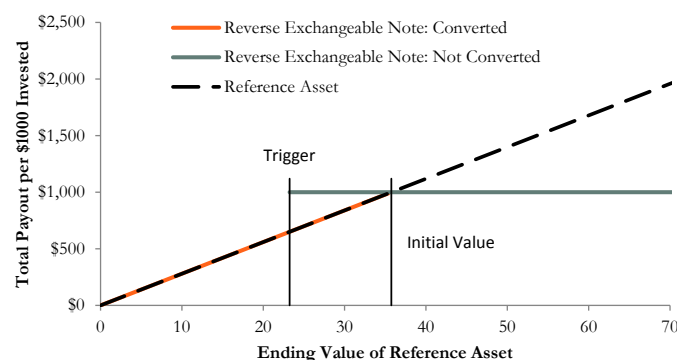 $2,500
Reverse Exchangeable Note: Converted
Reverse Exchangeable Note: Not Converted
$2,000
Reference Asset
Total Payout per $1000 Invested
$1,500
Trigger
$1,000
Initial Value
$500
$0
0 10 20 30 40 50 60 70
Ending Value of Reference Asset